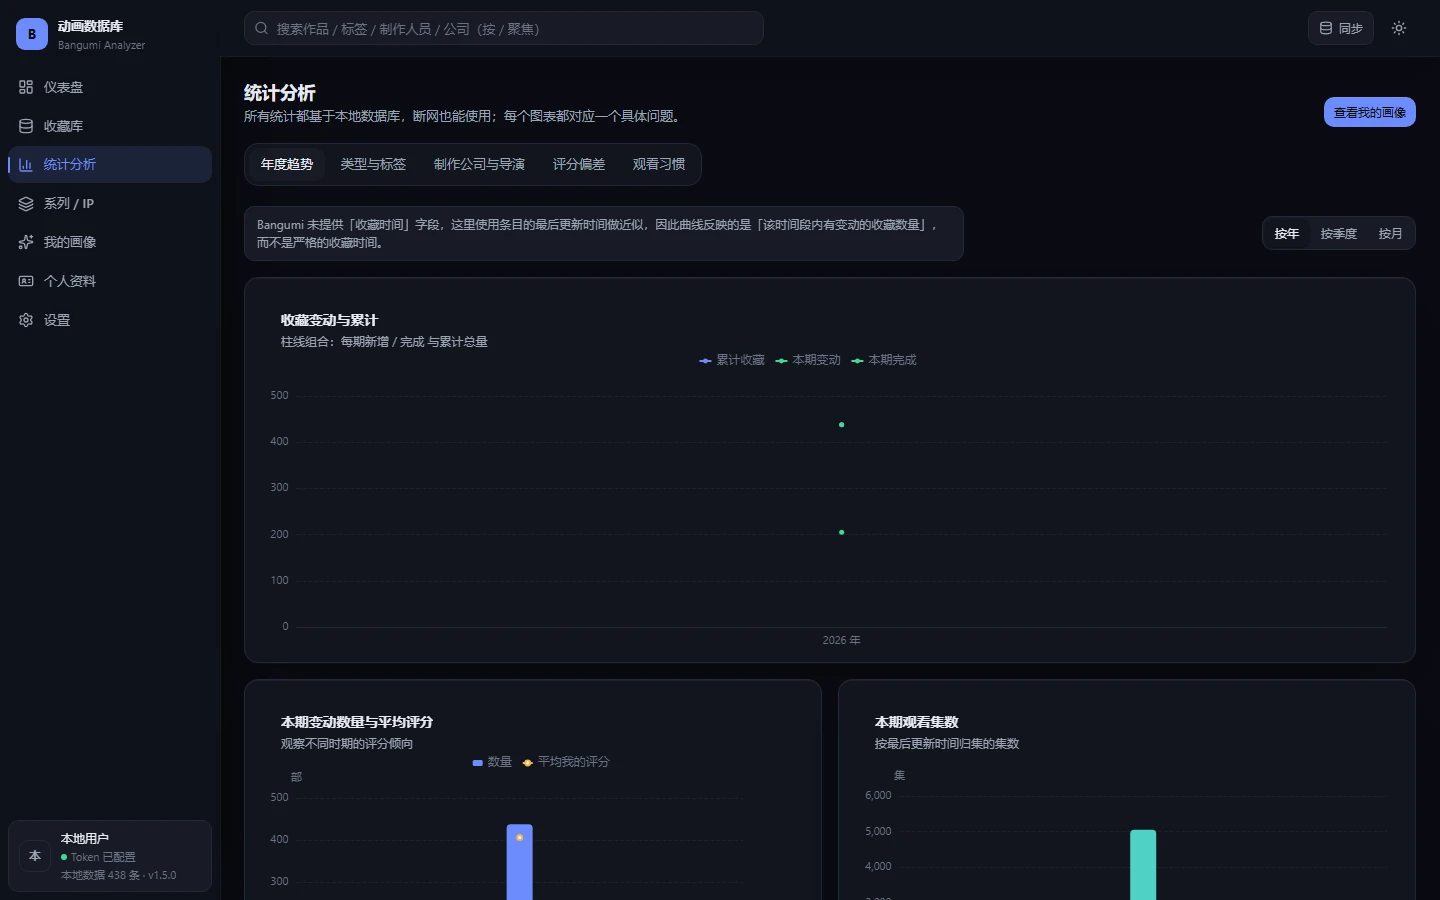 B
动画数据库
Bangumi Analyzer
搜索作品 / 标签 / 制作人员 / 公司（按 / 聚焦）
同步
仪表盘
收藏库
统计分析
系列 / IP
我的画像
个人资料
设置
统计分析
所有统计都基于本地数据库，断网也能使用；每个图表都对应一个具体问题。
查看我的画像
年度趋势
类型与标签
制作公司与导演
评分偏差
观看习惯
Bangumi 未提供「收藏时间」字段，这里使用条目的最后更新时间做近似，因此曲线反映的是「该时间段内有变动的收藏数量」，
而不是严格的收藏时间。
按年
按季度
按月
收藏变动与累计
柱线组合：每期新增 / 完成 与累计总量
累计收藏
本期变动
本期完成
500
400
300
200
100
0
2026 年
本期变动数量与平均评分
观察不同时期的评分倾向
数量
平均我的评分
部
500
400
300
本期观看集数
按最后更新时间归集的集数
集
6,000
5,000
4,000
本
本地用户
Token 已配置
本地数据 438 条 · v1.5.0